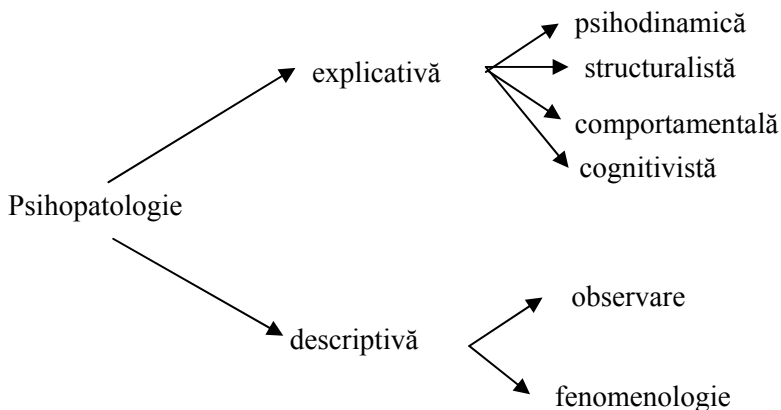 psihodinamică
explicativă
structuralistă
comportamentală
cognitivistă
Psihopatologie
observare
descriptivă
fenomenologie